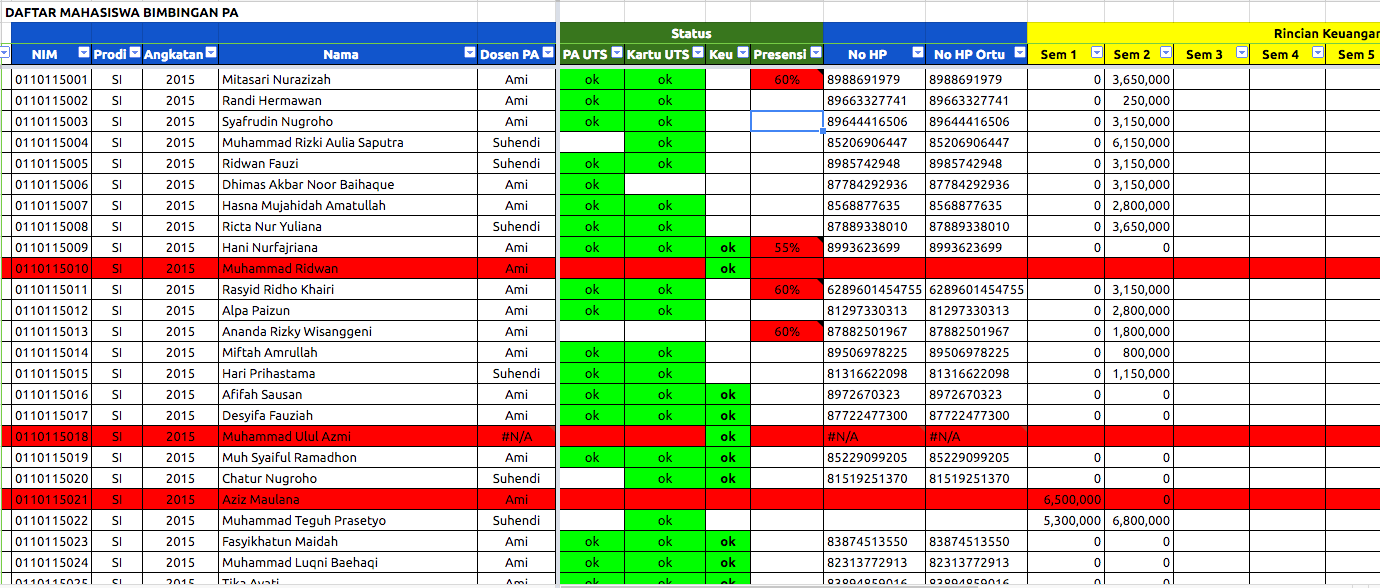 DAFTAR MAHASISWA BIMBINGAN PA
Status Rincian Keuangan
NIM Prodi Angkatan Nama Dosen PA PA UTS Kartu UTS Keu Presensi No HP No HP Ortu Sem 1 Sem 2 Sem 3 Sem 4 Sem 5
0110115001 SI 2015 Mitasari Nurazizah Ami ok ok 60% 8988691979 8988691979 0 3,650,000
0110115002 SI 2015 Randi Hermawan Ami ok ok 89663327741 89663327741 0 250,000
0110115003 SI 2015 Syafrudin Nugroho Ami ok ok 89644416506 89644416506 0 3,150,000
0110115004 SI 2015 Muhammad Rizki Aulia Saputra Suhendi ok 85206906447 85206906447 0 6,150,000
0110115005 SI 2015 Ridwan Fauzi Suhendi ok ok 8985742948 8985742948 0 3,150,000
0110115006 SI 2015 Dhimas Akbar Noor Baihaque Ami ok 87784292936 87784292936 0 3,150,000
0110115007 SI 2015 Hasna Mujahidah Amatullah Ami ok ok 8568877635 8568877635 0 2,800,000
0110115008 SI 2015 Ricta Nur Yuliana Suhendi ok ok 87889338010 87889338010 0 3,650,000
0110115009 SI 2015 Hani Nurfajriana Ami ok ok ok 55% 8993623699 8993623699 0 0
0110115010 SI 2015 Muhammad Ridwan Ami ok
0110115011 SI 2015 Rasyid Ridho Khairi Ami ok ok 60% 6289601454755 6289601454755 0 3,150,000
0110115012 SI 2015 Alpa Paizun Ami ok ok 81297330313 81297330313 0 2,800,000
0110115013 SI 2015 Ananda Rizky Wisanggeni Ami 60% 87882501967 87882501967 0 1,800,000
0110115014 SI 2015 Miftah Amrullah Ami ok ok 89506978225 89506978225 0 800,000
0110115015 SI 2015 Hari Prihastama Suhendi ok ok 81316622098 81316622098 0 1,150,000
0110115016 SI 2015 Afifah Sausan Ami ok ok ok 8972670323 8972670323 0 0
0110115017 SI 2015 Desyifa Fauziah Ami ok ok ok 87722477300 87722477300 0 0
0110115018 SI 2015 Muhammad Ulul Azmi #N/A ok #N/A #N/A
0110115019 SI 2015 Muh Syaiful Ramadhon Ami ok ok ok 85229099205 85229099205 0 0
0110115020 SI 2015 Chatur Nugroho Suhendi ok ok 81519251370 81519251370 0 0
0110115021 SI 2015 Aziz Maulana Ami 6,500,000 0
0110115022 SI 2015 Muhammad Teguh Prasetyo Suhendi ok 5,300,000 6,800,000
0110115023 SI 2015 Fasyikhatun Maidah Ami ok ok ok 83874513550 83874513550 0 0
0110115024 SI 2015 Muhammad Luqni Baehaqi Ami ok ok ok 82313772913 82313772913 0 0
0110115025 SI 2015 Tika Ayati Ami ok ok ok 83894859016 83894859016 0 0